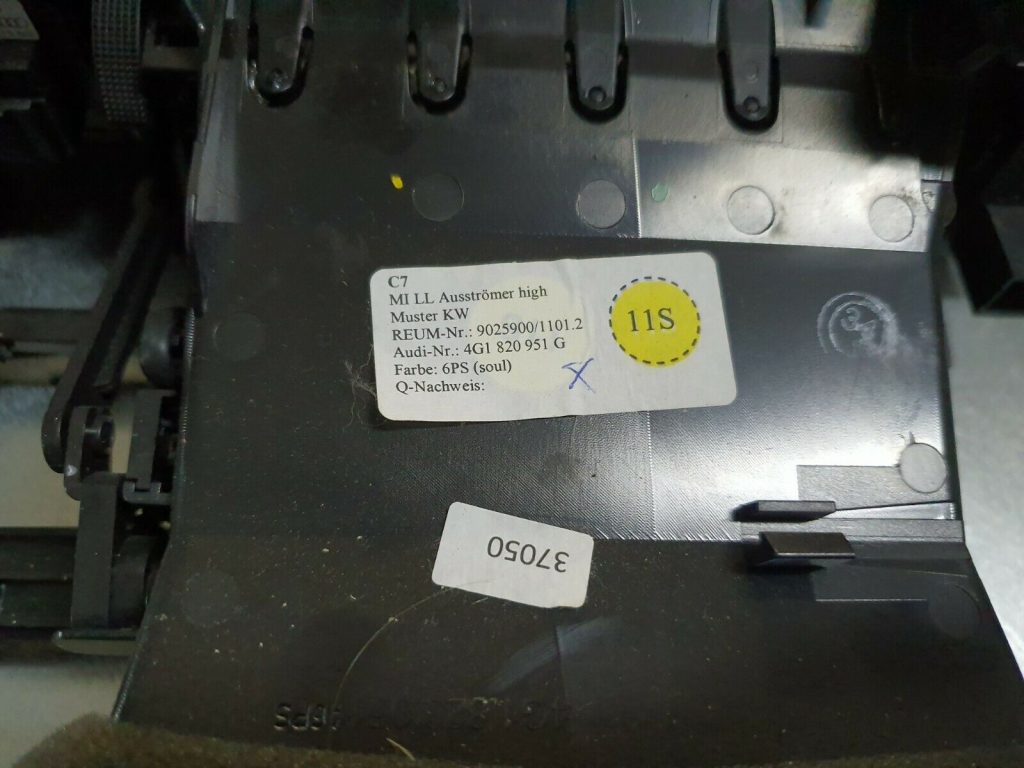 C7
MI LL Ausströmer high
Muster KW
REUM-Nr.: 9025900/1101.2
Audi-Nr.: 4G1 820 951 G
Farbe: 6PS (soul)
Q-Nachweis:
X
11S
34
37050